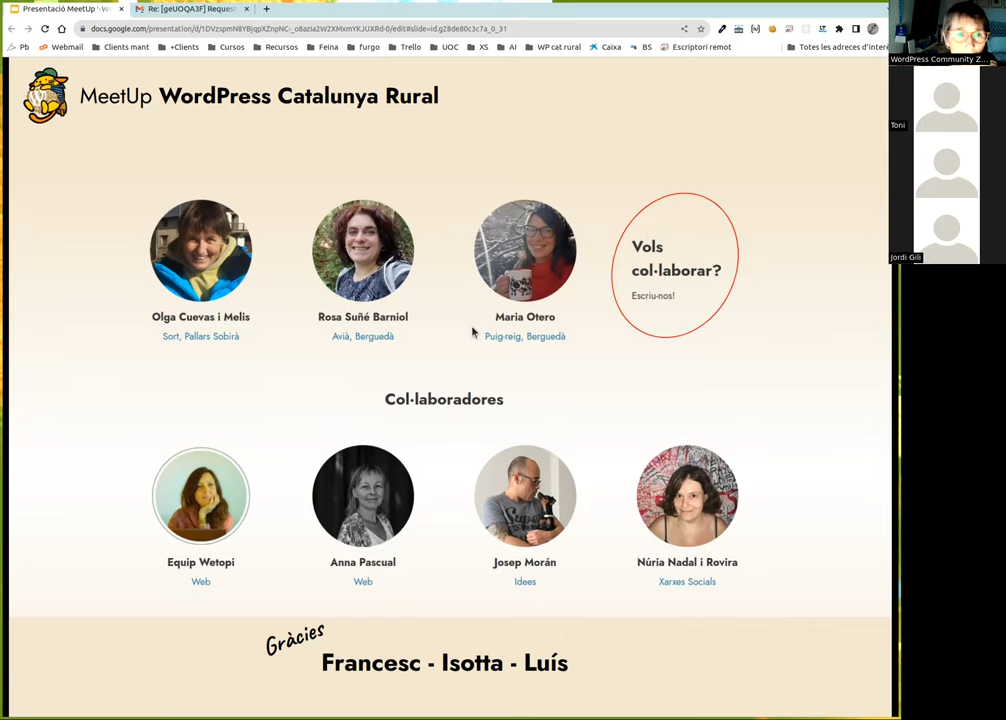 Presentació MeetUp 'W
Re: [geUOQA3F] Reques
docs.google.com/presentation/d/1DVzspmN8YBjqpXZnpNC-_o8azIa2W2XMxmYKJUXRd-0/edit#slide=id.g28de80c3c7a_0_31
Pb
Webmail
Clients mant
+Clients
Cursos
Recursos
Feina
furgo
Trello
UOC
XS
AI
WP cat rural
Caixa
BS
Escriptori remot
Totes les adreces d'intere
WordPress Community Z...
Toni
Jordi Gili
MeetUp WordPress Catalunya Rural
Vols
col·laborar?
Escriu-nos!
Olga Cuevas i Melis
Rosa Suñé Barniol
Maria Otero
Sort, Pallars Sobirà
Avià, Berguedà
Puig-reig, Berguedà
Col·laboradores
Equip Wetopi
Anna Pascual
Josep Morán
Núria Nadal i Rovira
Web
Web
Idees
Xarxes Socials
Gràcies
Francesc - Isotta - Luís